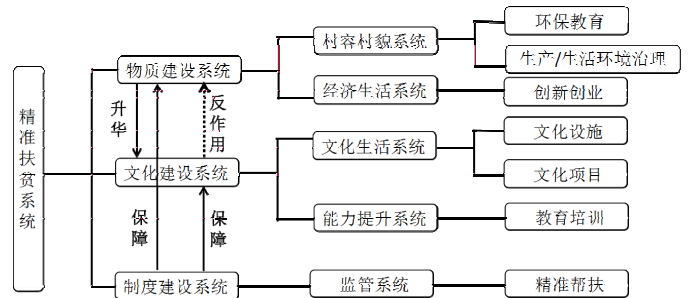 精准扶贫系统
物质建设系统
文化建设系统
制度建设系统
升华
反作用
保障
保障
村容村貌系统
经济生活系统
文化生活系统
能力提升系统
监管系统
环保教育
生产/生活环境治理
创新创业
文化设施
文化项目
教育培训
精准帮扶